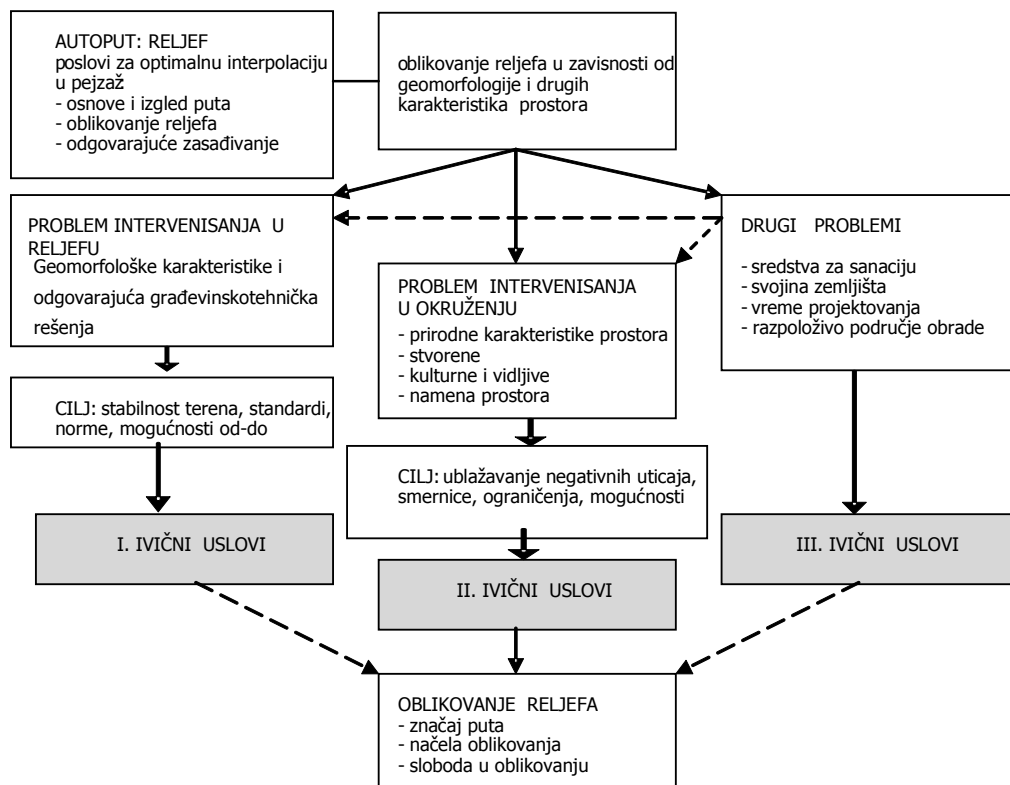 AUTOPUT: RELJEF
poslovi za optimalnu interpolaciju
u pejzaž
- osnove i izgled puta
- oblikovanje reljefa
- odgovarajuće zasađivanje
oblikovanje reljefa u zavisnosti od
geomorfologije i drugih
karakteristika prostora
PROBLEM INTERVENISANJA U
RELJEFU
Geomorfološke karakteristike i
odgovarajuća građevinskotehnička
rešenja
PROBLEM INTERVENISANJA
U OKRUŽENJU
- prirodne karakteristike prostora
- stvorene
- kulturne i vidljive
- namena prostora
DRUGI PROBLEMI
- sredstva za sanaciju
- svojina zemljišta
- vreme projektovanja
- razpoloživo područje obrade
CILJ: stabilnost terena, standardi,
norme, mogućnosti od-do
CILJ: ublažavanje negativnih uticaja,
smernice, ograničenja, mogućnosti
I. IVIČNI USLOVI
II. IVIČNI USLOVI
III. IVIČNI USLOVI
OBLIKOVANJE RELJEFA
- značaj puta
- načela oblikovanja
- sloboda u oblikovanju